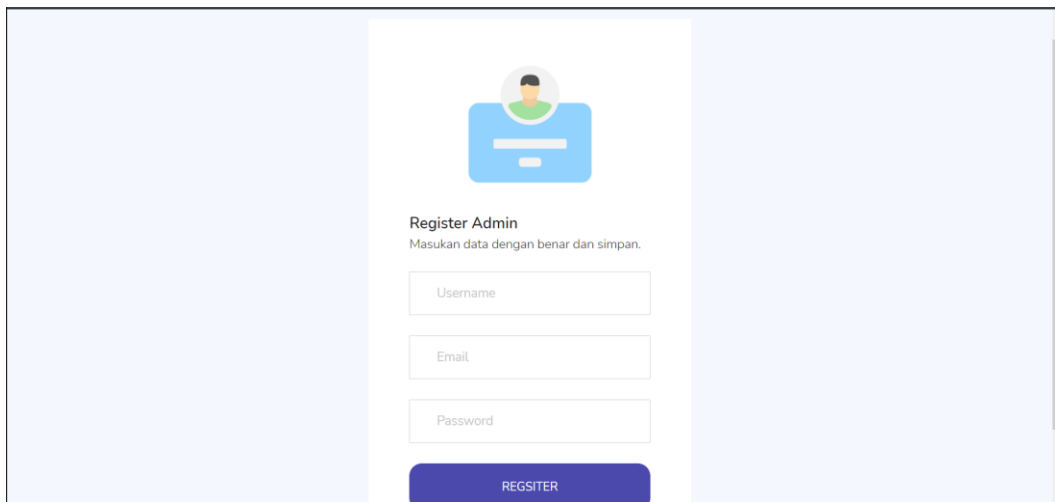 Register Admin
Masukan data dengan benar dan simpan.
Username
Email
Password
REGSITER